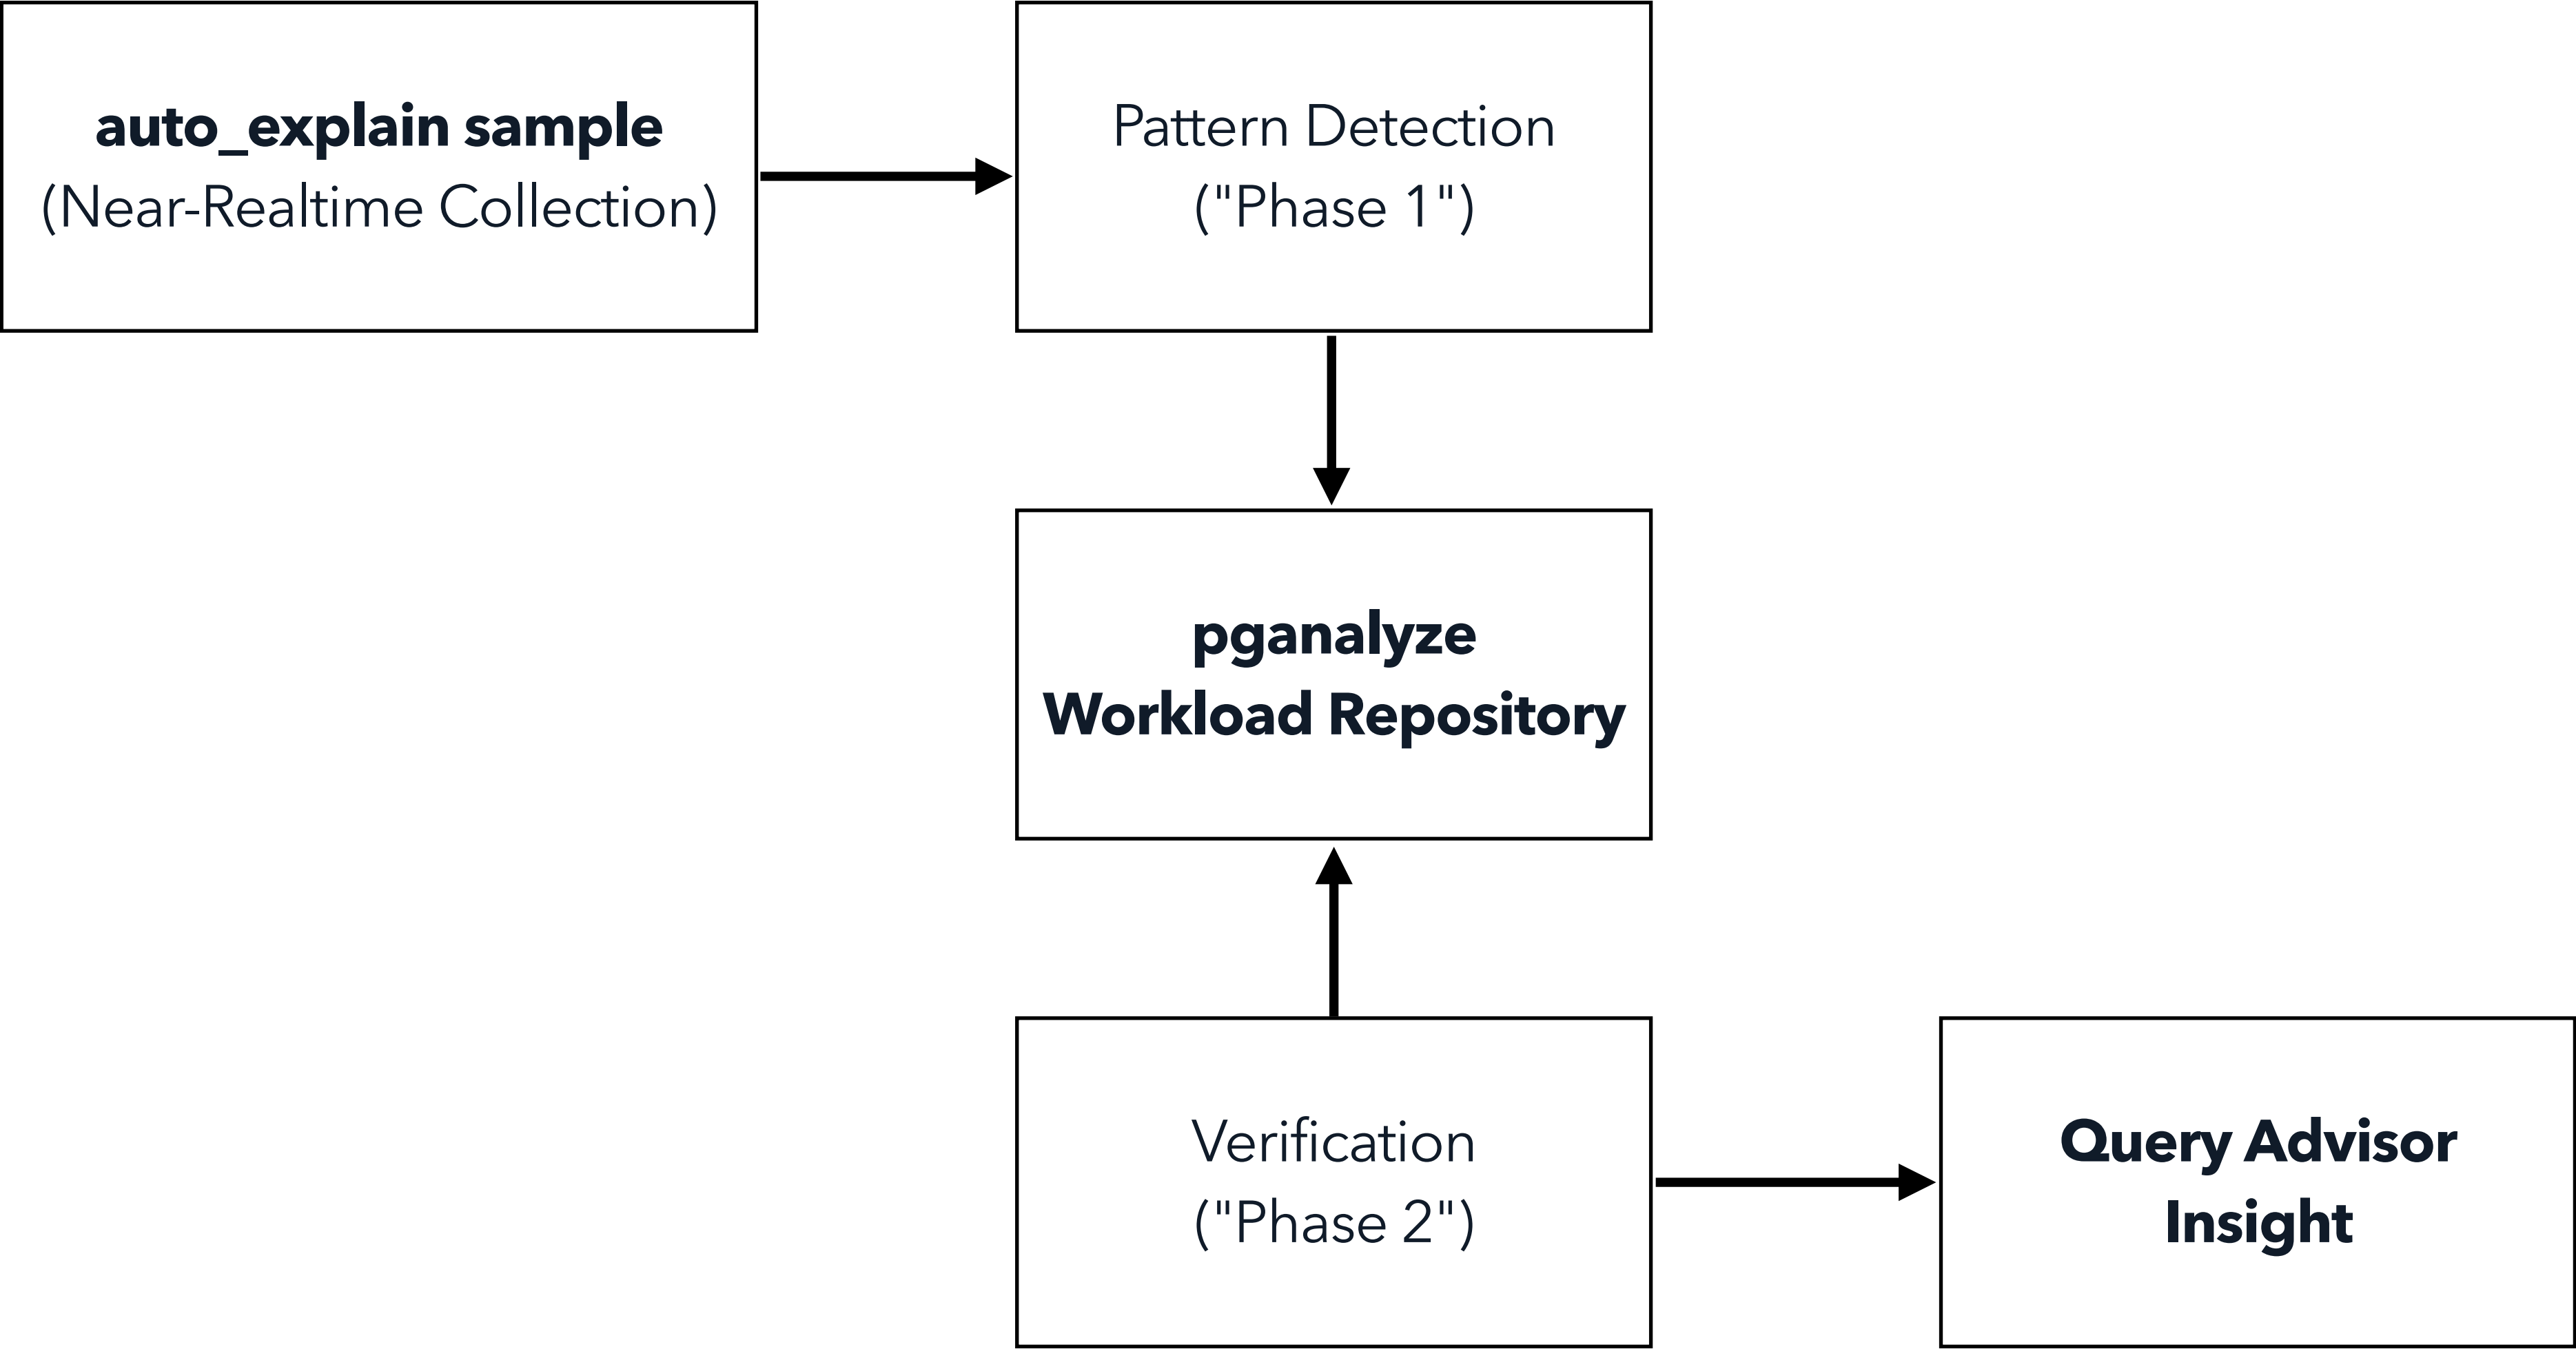 auto_explain sample
(Near-Realtime Collection)
Pattern Detection
("Phase 1")
pganalyze
Workload Repository
Verification
("Phase 2")
Query Advisor
Insight